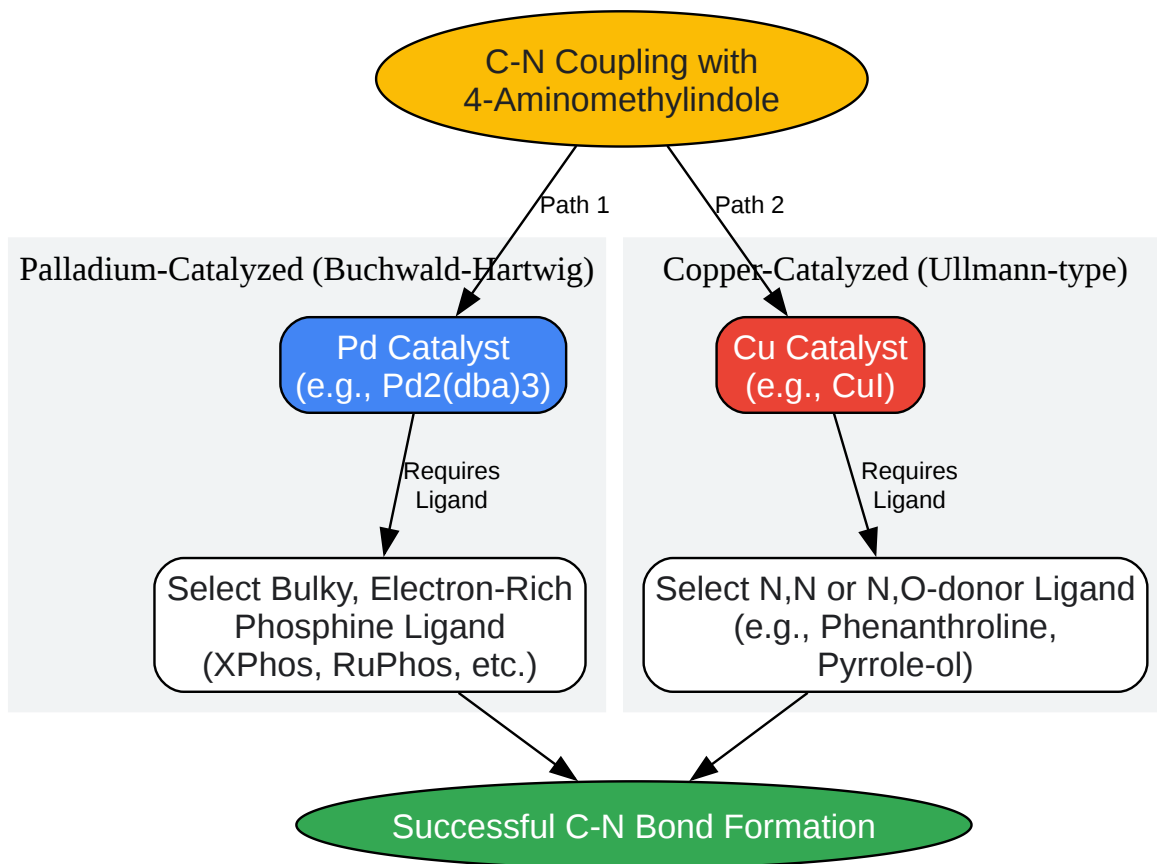 C-N Coupling with
4-Aminomethylindole
Path 1
Path 2
Palladium-Catalyzed (Buchwald-Hartwig)
Copper-Catalyzed (Ullmann-type)
Pd Catalyst
(e.g., Pd2(dba)3)
Cu Catalyst
(e.g., CuI)
Requires
Ligand
Requires
Ligand
Select Bulky, Electron-Rich
Phosphine Ligand
(XPhos, RuPhos, etc.)
Select N,N or N,O-donor Ligand
(e.g., Phenanthroline,
Pyrrole-ol)
Successful C-N Bond Formation